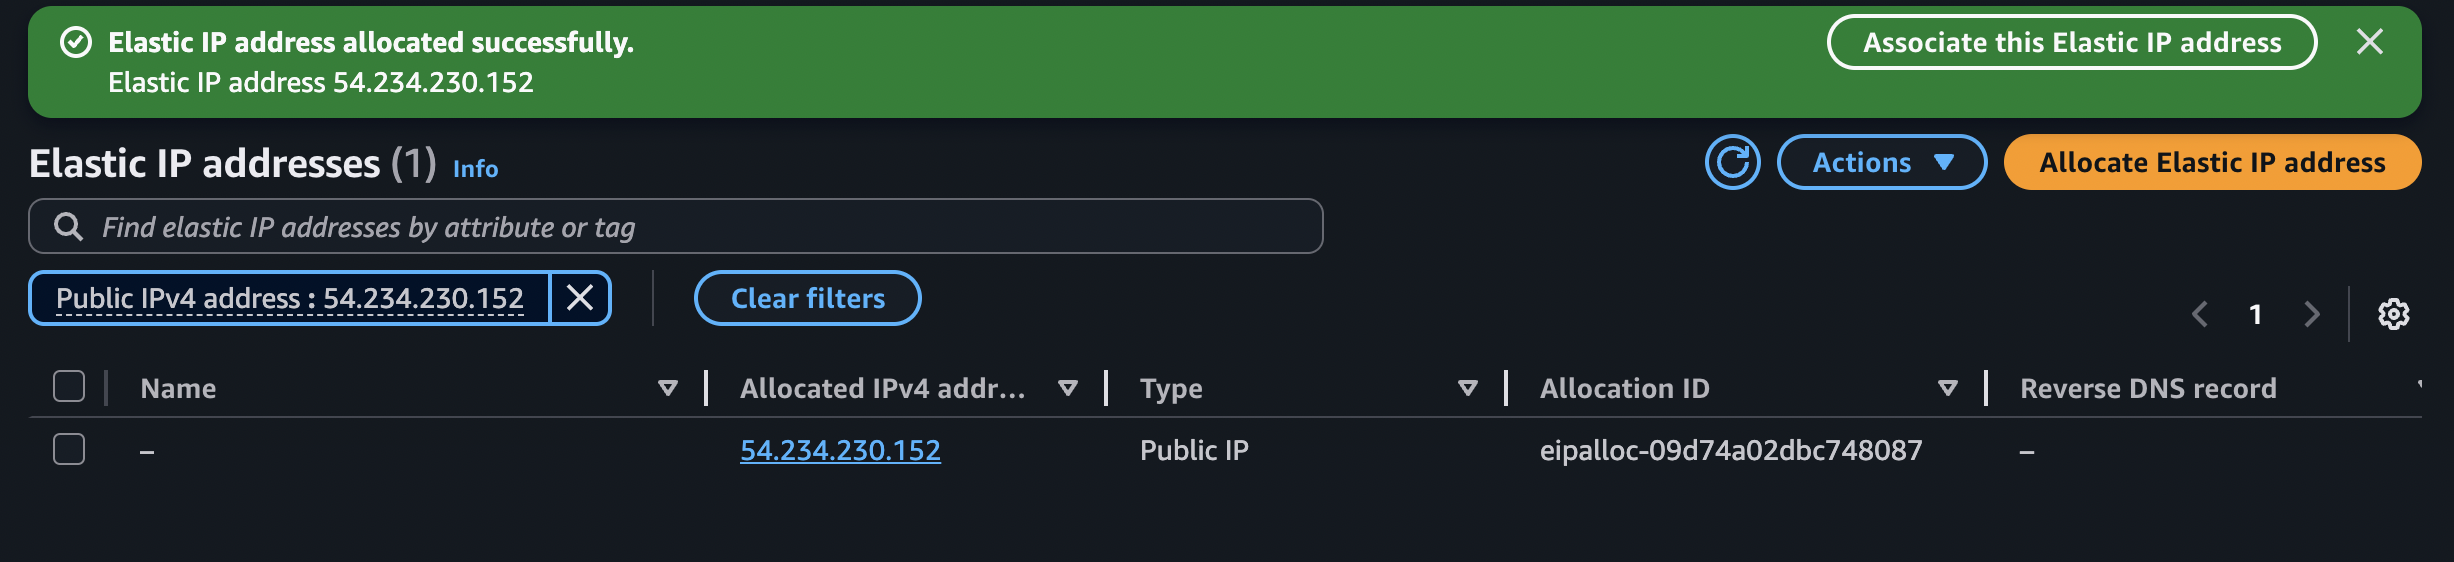 Elastic IP address allocated successfully.
Associate this Elastic IP address
Elastic IP address 54.234.230.152
Elastic IP addresses (1) Info
Actions
Allocate Elastic IP address
Find elastic IP addresses by attribute or tag
Public IPv4 address : 54.234.230.152
Clear filters
1
Name Allocated IPv4 addr... Type Allocation ID Reverse DNS record
– 54.234.230.152 Public IP eipalloc-09d74a02dbc748087 –